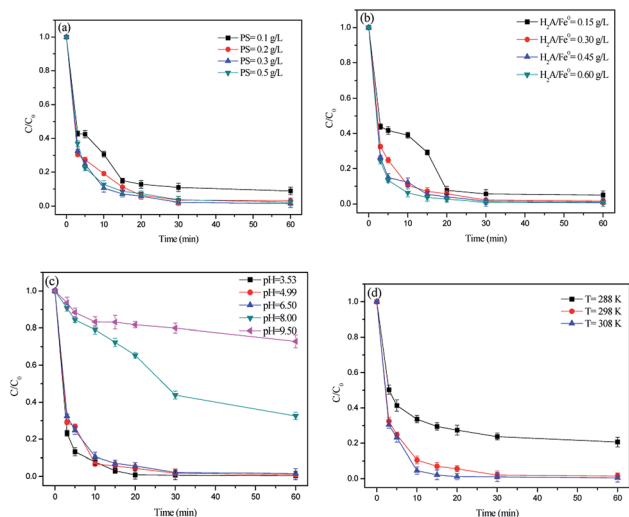 (a)
PS= 0.1 g/L
PS= 0.2 g/L
PS= 0.3 g/L
PS= 0.5 g/L
C/C₀
1.0
0.8
0.6
0.4
0.2
0.0
0 10 20 30 40 50 60
Time (min)
(b)
H₂A/Fe⁰= 0.15 g/L
H₂A/Fe⁰= 0.30 g/L
H₂A/Fe⁰= 0.45 g/L
H₂A/Fe⁰= 0.60 g/L
C/C₀
1.0
0.8
0.6
0.4
0.2
0.0
0 10 20 30 40 50 60
Time (min)
(c)
pH=3.53
pH=4.99
pH=6.50
pH=8.00
pH=9.50
C/C₀
1.0
0.8
0.6
0.4
0.2
0.0
0 10 20 30 40 50 60
Time (min)
(d)
T= 288 K
T= 298 K
T= 308 K
C/C₀
1.0
0.8
0.6
0.4
0.2
0.0
0 10 20 30 40 50 60
Time (min)